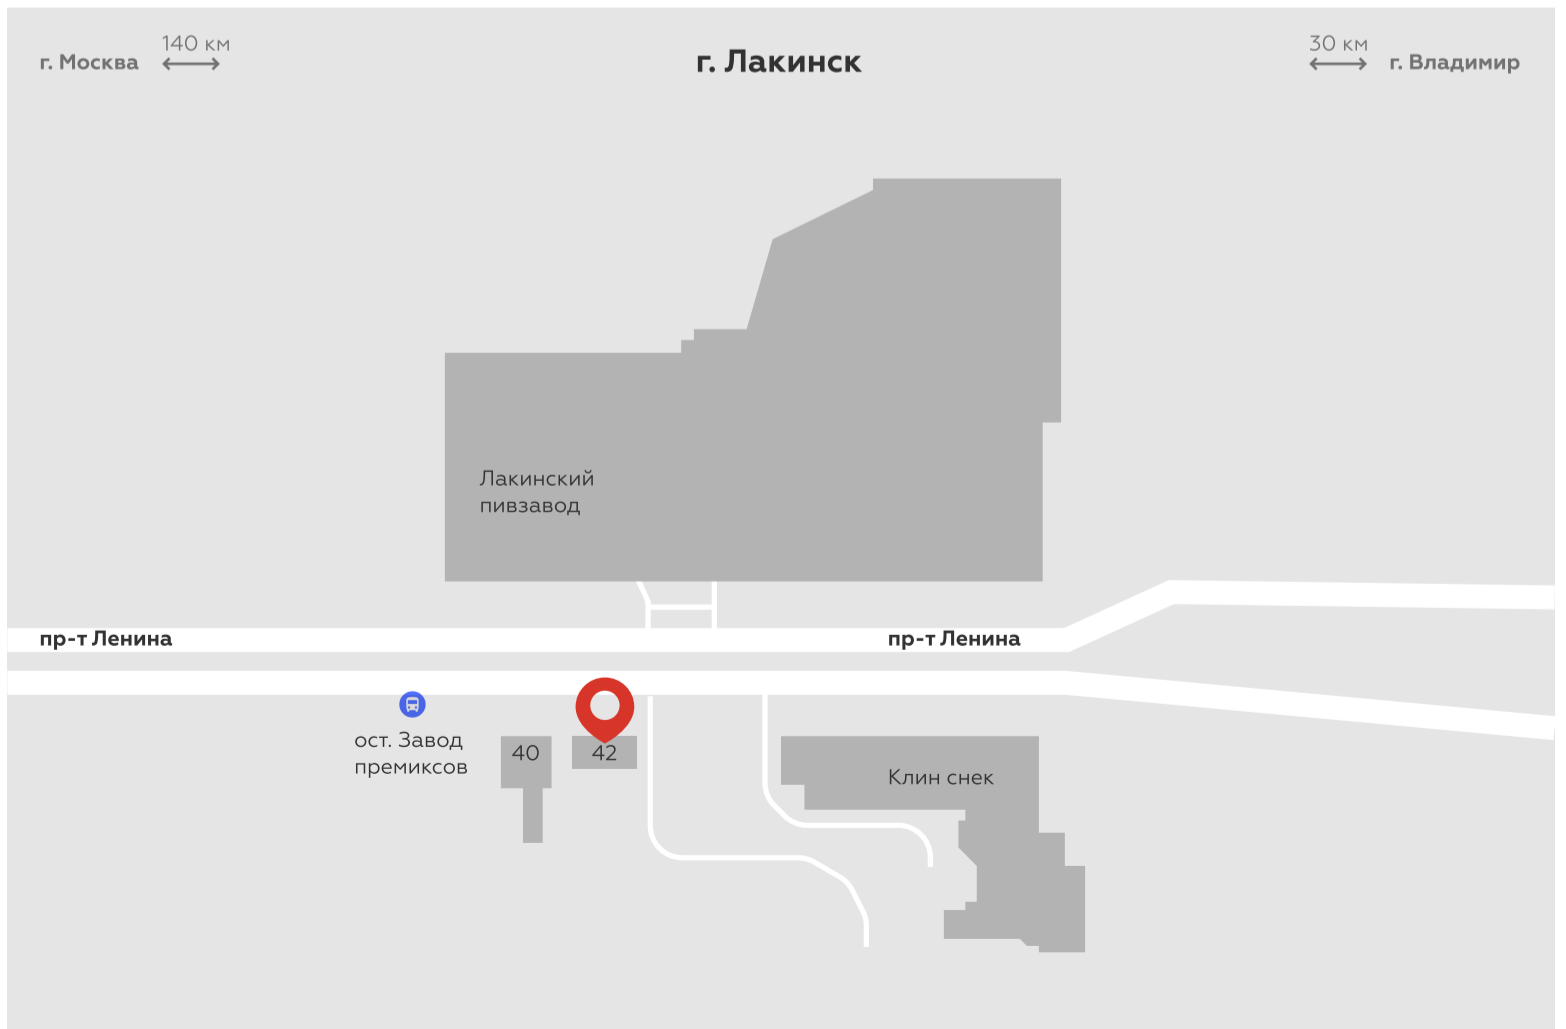 г. Москва
140 км
г. Лакинск
30 км
г. Владимир
Лакинский
пивзавод
пр-т Ленина
пр-т Ленина
ост. Завод
премиксов
40
42
Клин снек